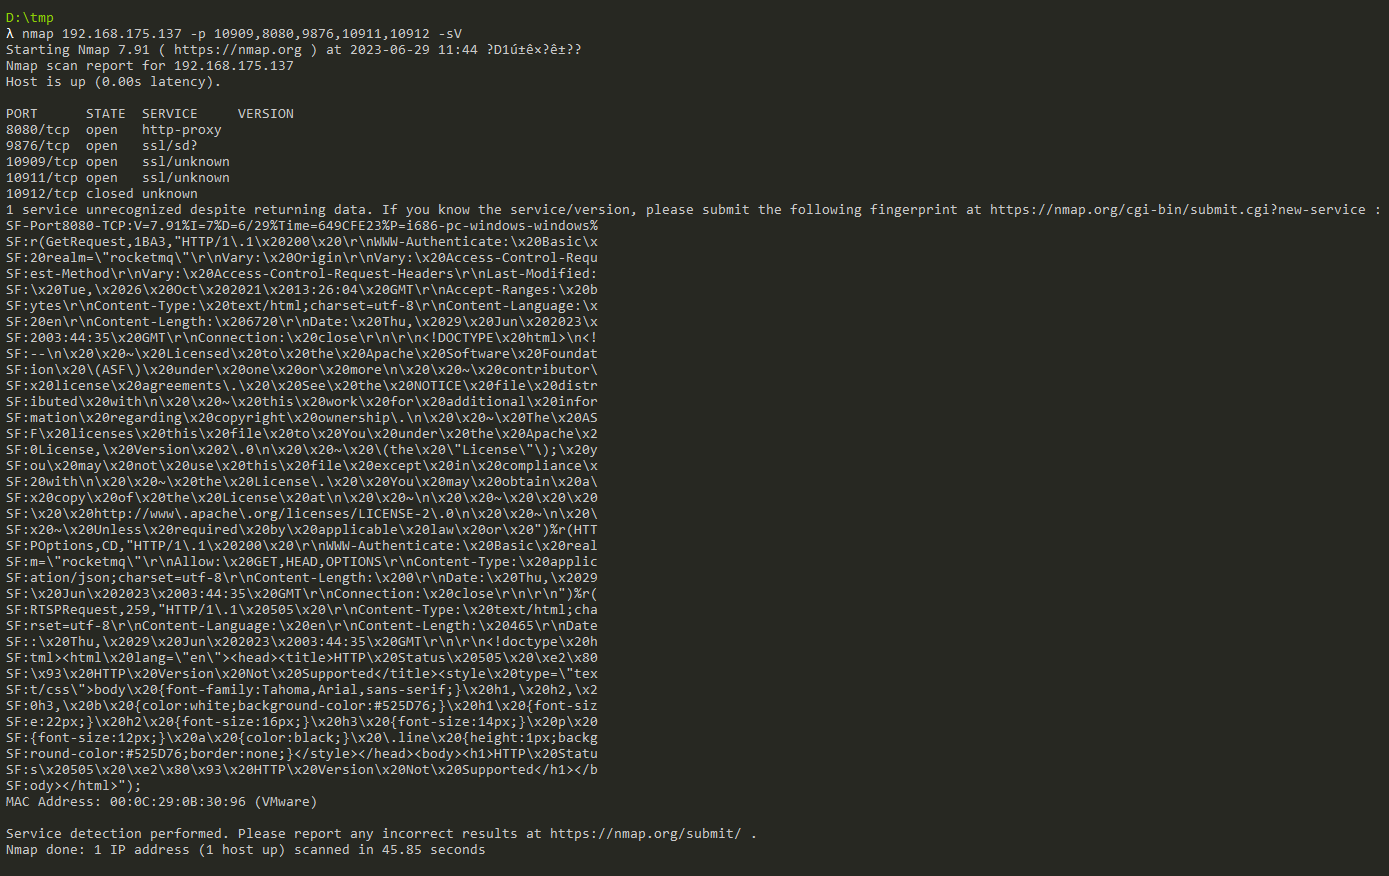 D:\tmp
λ nmap 192.168.175.137 -p 10909,8080,9876,10911,10912 -sV
Starting Nmap 7.91 ( https://nmap.org ) at 2023-06-29 11:44 ?D1ú±ê×?ê±??
Nmap scan report for 192.168.175.137
Host is up (0.00s latency).
PORT      STATE  SERVICE     VERSION
8080/tcp  open   http-proxy
9876/tcp  open   ssl/sd?
10909/tcp open   ssl/unknown
10911/tcp open   ssl/unknown
10912/tcp closed unknown
1 service unrecognized despite returning data. If you know the service/version, please submit the following fingerprint at https://nmap.org/cgi-bin/submit.cgi?new-service :
SF-Port8080-TCP:V=7.91%I=7%D=6/29%Time=649CFE23%P=i686-pc-windows-windows%
SF:r(GetRequest,1BA3,"HTTP/1\.1\x20200\x20\r\nWWW-Authenticate:\x20Basic\x
SF:20realm=\"rocketmq\"\r\nVary:\x20Origin\r\nVary:\x20Access-Control-Requ
SF:est-Method\r\nVary:\x20Access-Control-Request-Headers\r\nLast-Modified:
SF:\x20Tue,\x2026\x20Oct\x202021\x2013:26:04\x20GMT\r\nAccept-Ranges:\x20b
SF:ytes\r\nContent-Type:\x20text/html;charset=utf-8\r\nContent-Language:\x
SF:20en\r\nContent-Length:\x206720\r\nDate:\x20Thu,\x2029\x20Jun\x202023\x
SF:2003:44:35\x20GMT\r\nConnection:\x20close\r\n\r\n<!DOCTYPE\x20html>\n<!
SF:--\n\x20\x20~\x20Licensed\x20to\x20the\x20Apache\x20Software\x20Foundat
SF:ion\x20\(ASF\)\x20under\x20one\x20or\x20more\n\x20\x20~\x20contributor\
SF:x20license\x20agreements\.\x20\x20See\x20the\x20NOTICE\x20file\x20distr
SF:ibuted\x20with\n\x20\x20~\x20this\x20work\x20for\x20additional\x20infor
SF:mation\x20regarding\x20copyright\x20ownership\.\n\x20\x20~\x20The\x20AS
SF:F\x20licenses\x20this\x20file\x20to\x20You\x20under\x20the\x20Apache\x2
SF:0License,\x20Version\x202\.0\n\x20\x20~\x20\(the\x20\"License\"\);\x20y
SF:ou\x20may\x20not\x20use\x20this\x20file\x20except\x20in\x20compliance\x
SF:20with\n\x20\x20~\x20the\x20License\.\x20\x20You\x20may\x20obtain\x20a\
SF:x20copy\x20of\x20the\x20License\x20at\n\x20\x20~\n\x20\x20~\x20\x20\x20
SF:\x20\x20http://www\.apache\.org/licenses/LICENSE-2\.0\n\x20\x20~\n\x20\
SF:x20~\x20Unless\x20required\x20by\x20applicable\x20law\x20or\x20")%r(HTT
SF:POptions,CD,"HTTP/1\.1\x20200\x20\r\nWWW-Authenticate:\x20Basic\x20real
SF:m=\"rocketmq\"\r\nAllow:\x20GET,HEAD,OPTIONS\r\nContent-Type:\x20applic
SF:ation/json;charset=utf-8\r\nContent-Length:\x200\r\nDate:\x20Thu,\x2029
SF:\x20Jun\x202023\x2003:44:35\x20GMT\r\nConnection:\x20close\r\n\r\n")%r(
SF:RTSPRequest,259,"HTTP/1\.1\x20505\x20\r\nContent-Type:\x20text/html;cha
SF:rset=utf-8\r\nContent-Language:\x20en\r\nContent-Length:\x20465\r\nDate
SF::\x20Thu,\x2029\x20Jun\x202023\x2003:44:35\x20GMT\r\n\r\n<!doctype\x20h
SF:tml><html\x20lang=\"en\"><head><title>HTTP\x20Status\x20505\x20\xe2\x80
SF:\x93\x20HTTP\x20Version\x20Not\x20Supported</title><style\x20type=\"tex
SF:t/css\">body\x20{font-family:Tahoma,Arial,sans-serif;}\x20h1,\x20h2,\x2
SF:0h3,\x20b\x20{color:white;background-color:#525D76;}\x20h1\x20{font-siz
SF:e:22px;}\x20h2\x20{font-size:16px;}\x20h3\x20{font-size:14px;}\x20p\x20
SF:{font-size:12px;}\x20a\x20{color:black;}\x20\.line\x20{height:1px;backg
SF:round-color:#525D76;border:none;}</style></head><body><h1>HTTP\x20Statu
SF:s\x20505\x20\xe2\x80\x93\x20HTTP\x20Version\x20Not\x20Supported</h1></b
SF:ody></html>");
MAC Address: 00:0C:29:0B:30:96 (VMware)
Service detection performed. Please report any incorrect results at https://nmap.org/submit/ .
Nmap done: 1 IP address (1 host up) scanned in 45.85 seconds